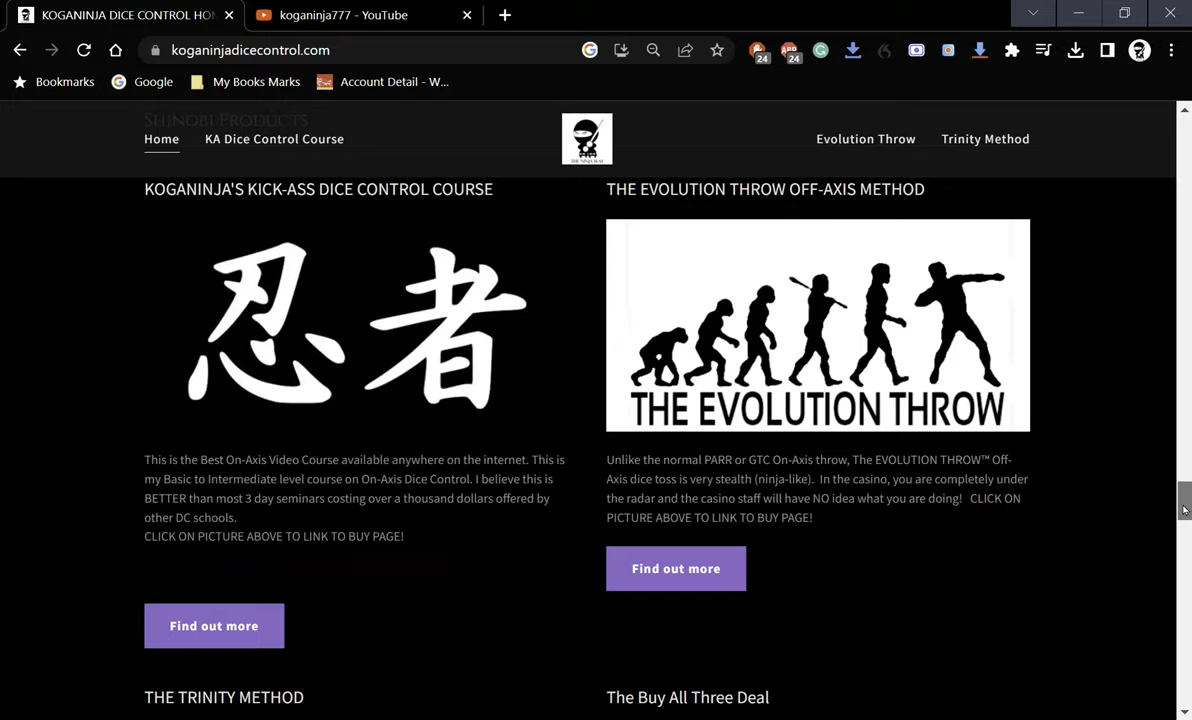 KOGANINJA DICE CONTROL HO
koganinja777 - YouTube
koganinjadicecontrol.com
24
24
Bookmarks
Google
My Books Marks
Account Detail - W...
SHINOBI PRODUCTS
Home
KA Dice Control Course
THE NINJA WAY
Evolution Throw
Trinity Method
KOGANINJA'S KICK-ASS DICE CONTROL COURSE
THE EVOLUTION THROW OFF-AXIS METHOD
忍者
THE EVOLUTION THROW
This is the Best On-Axis Video Course available anywhere on the internet. This is
my Basic to Intermediate level course on On-Axis Dice Control. I believe this is
BETTER than most 3 day seminars costing over a thousand dollars offered by
other DC schools.
CLICK ON PICTURE ABOVE TO LINK TO BUY PAGE!
Unlike the normal PARR or GTC On-Axis throw, The EVOLUTION THROW™ Off-
Axis dice toss is very stealth (ninja-like). In the casino, you are completely under
the radar and the casino staff will have NO idea what you are doing! CLICK ON
PICTURE ABOVE TO LINK TO BUY PAGE!
Find out more
Find out more
THE TRINITY METHOD
The Buy All Three Deal